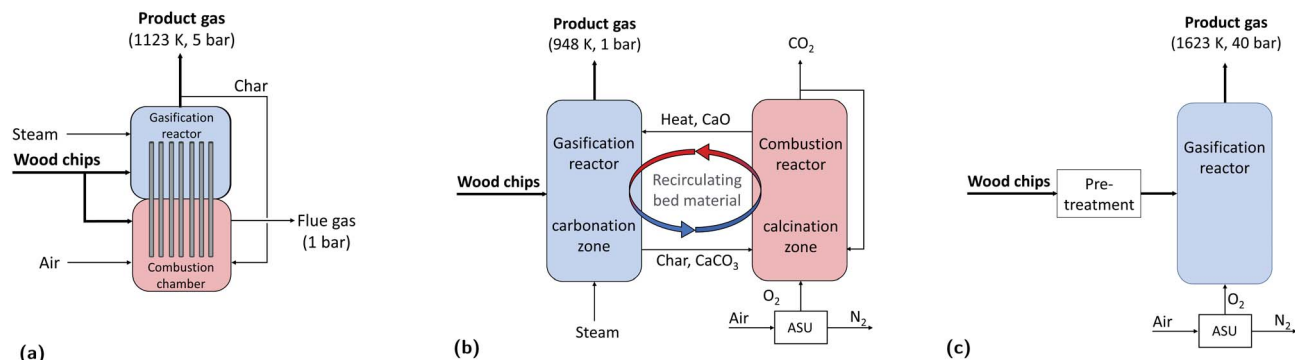 Product gas
(1123 K, 5 bar)
Char
Gasification
reactor
Steam
Wood chips
Flue gas
(1 bar)
Air
Combustion
chamber
(a)
Product gas
(948 K, 1 bar)
CO₂
Heat, CaO
Gasification
reactor
Combustion
reactor
Wood chips
Recirculating
bed material
carbonation
zone
calcination
zone
Char, CaCO₃
O₂
Steam
Air
ASU
N₂
(b)
Product gas
(1623 K, 40 bar)
Gasification
reactor
Wood chips
Pre-
treatment
O₂
Air
ASU
N₂
(c)